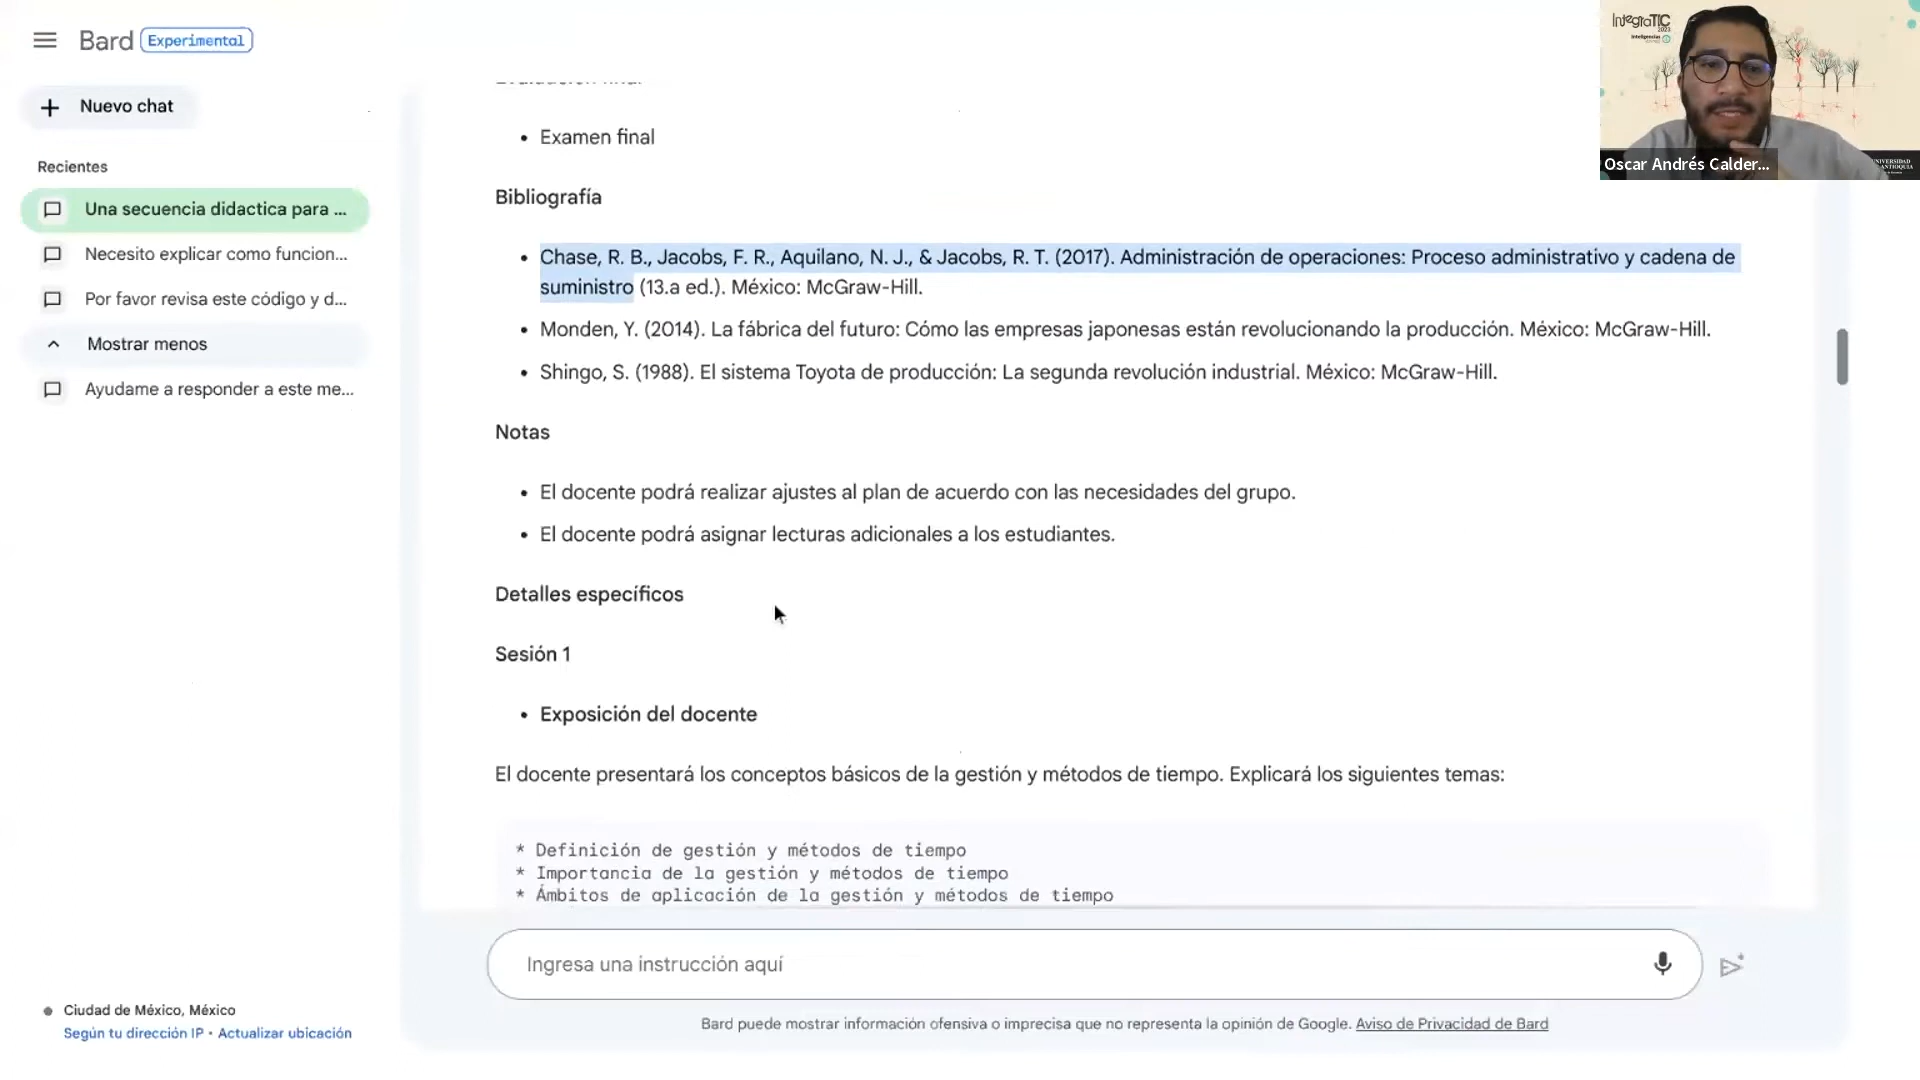 Bard Experimental
Nuevo chat
Recientes
Una secuencia didactica para ...
Necesito explicar como funcion...
Por favor revisa este código y d...
Mostrar menos
Ayudame a responder a este me...
Ciudad de México, México
Según tu dirección IP • Actualizar ubicación
Evaluación final
• Examen final
Bibliografía
• Chase, R. B., Jacobs, F. R., Aquilano, N. J., & Jacobs, R. T. (2017). Administración de operaciones: Proceso administrativo y cadena de
suministro (13.a ed.). México: McGraw-Hill.
• Monden, Y. (2014). La fábrica del futuro: Cómo las empresas japonesas están revolucionando la producción. México: McGraw-Hill.
• Shingo, S. (1988). El sistema Toyota de producción: La segunda revolución industrial. México: McGraw-Hill.
Notas
• El docente podrá realizar ajustes al plan de acuerdo con las necesidades del grupo.
• El docente podrá asignar lecturas adicionales a los estudiantes.
Detalles específicos
Sesión 1
• Exposición del docente
El docente presentará los conceptos básicos de la gestión y métodos de tiempo. Explicará los siguientes temas:
* Definición de gestión y métodos de tiempo
* Importancia de la gestión y métodos de tiempo
* Ámbitos de aplicación de la gestión y métodos de tiempo
Ingresa una instrucción aquí
Bard puede mostrar información ofensiva o imprecisa que no representa la opinión de Google. Aviso de Privacidad de Bard
IntegraTIC
2023
Inteligencias
Oscar Andrés Calder...
UNIVERSIDAD